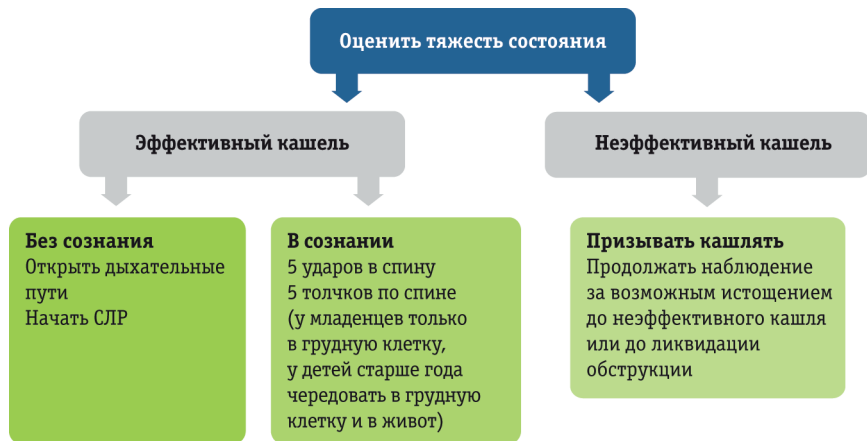 Оценить тяжесть состояния
Эффективный кашель
Неэффективный кашель
Без сознания
Открыть дыхательные
пути
Начать СЛР
В сознании
5 ударов в спину
5 толчков по спине
(у младенцев только
в грудную клетку,
у детей старше года
чередовать в грудную
клетку и в живот)
Призывать кашлять
Продолжать наблюдение
за возможным истощением
до неэффективного кашля
или до ликвидации
обструкции